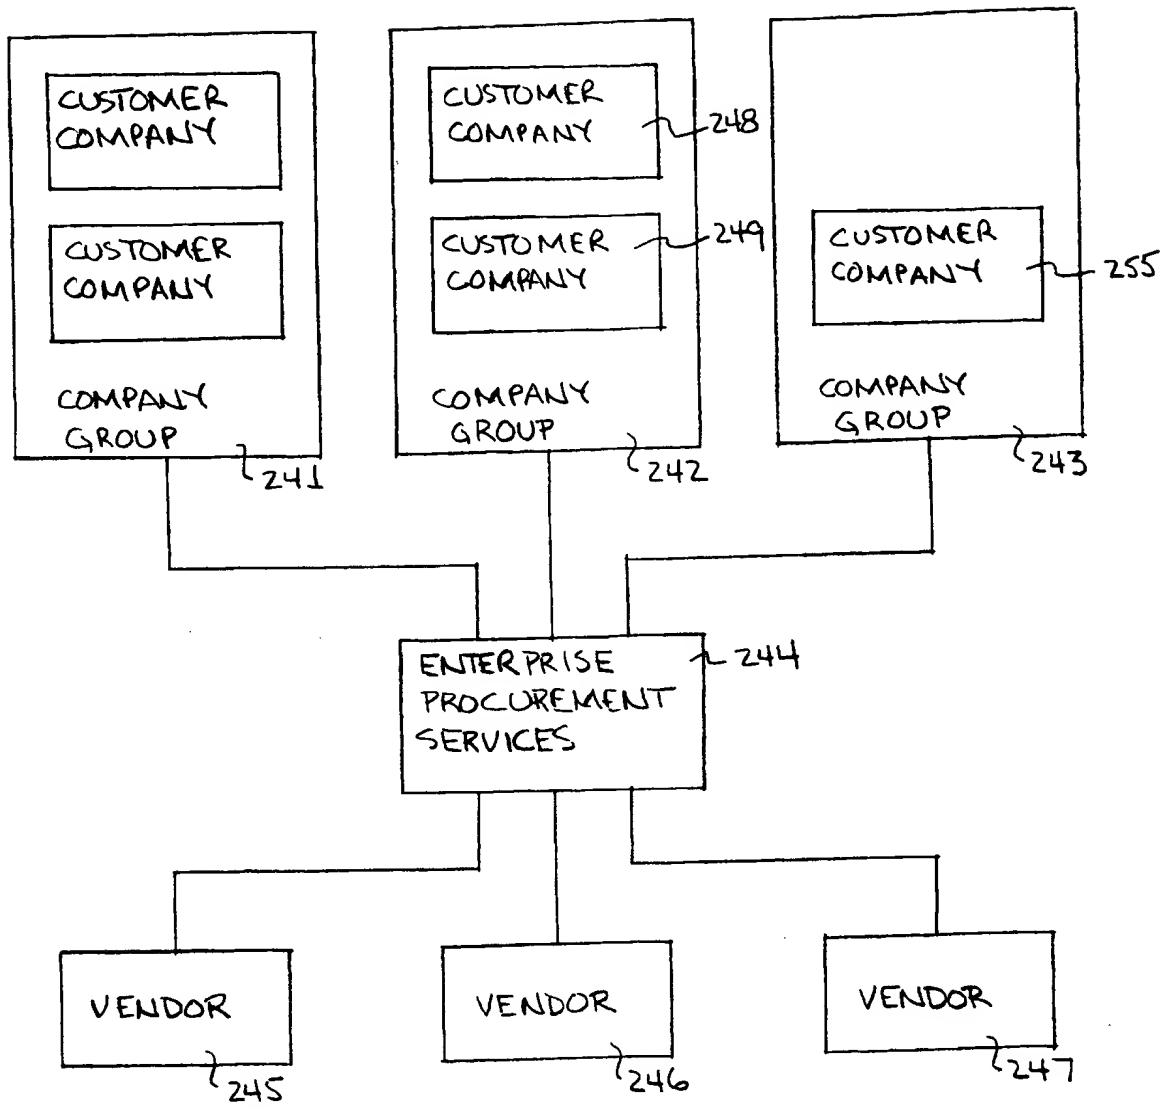 CUSTOMER
COMPANY
CUSTOMER
COMPANY
COMPANY
GROUP
241
CUSTOMER
COMPANY
248
CUSTOMER
COMPANY
249
COMPANY
GROUP
242
CUSTOMER
COMPANY
255
COMPANY
GROUP
243
ENTERPRISE
PROCUREMENT
SERVICES
244
VENDOR
245
VENDOR
246
VENDOR
247